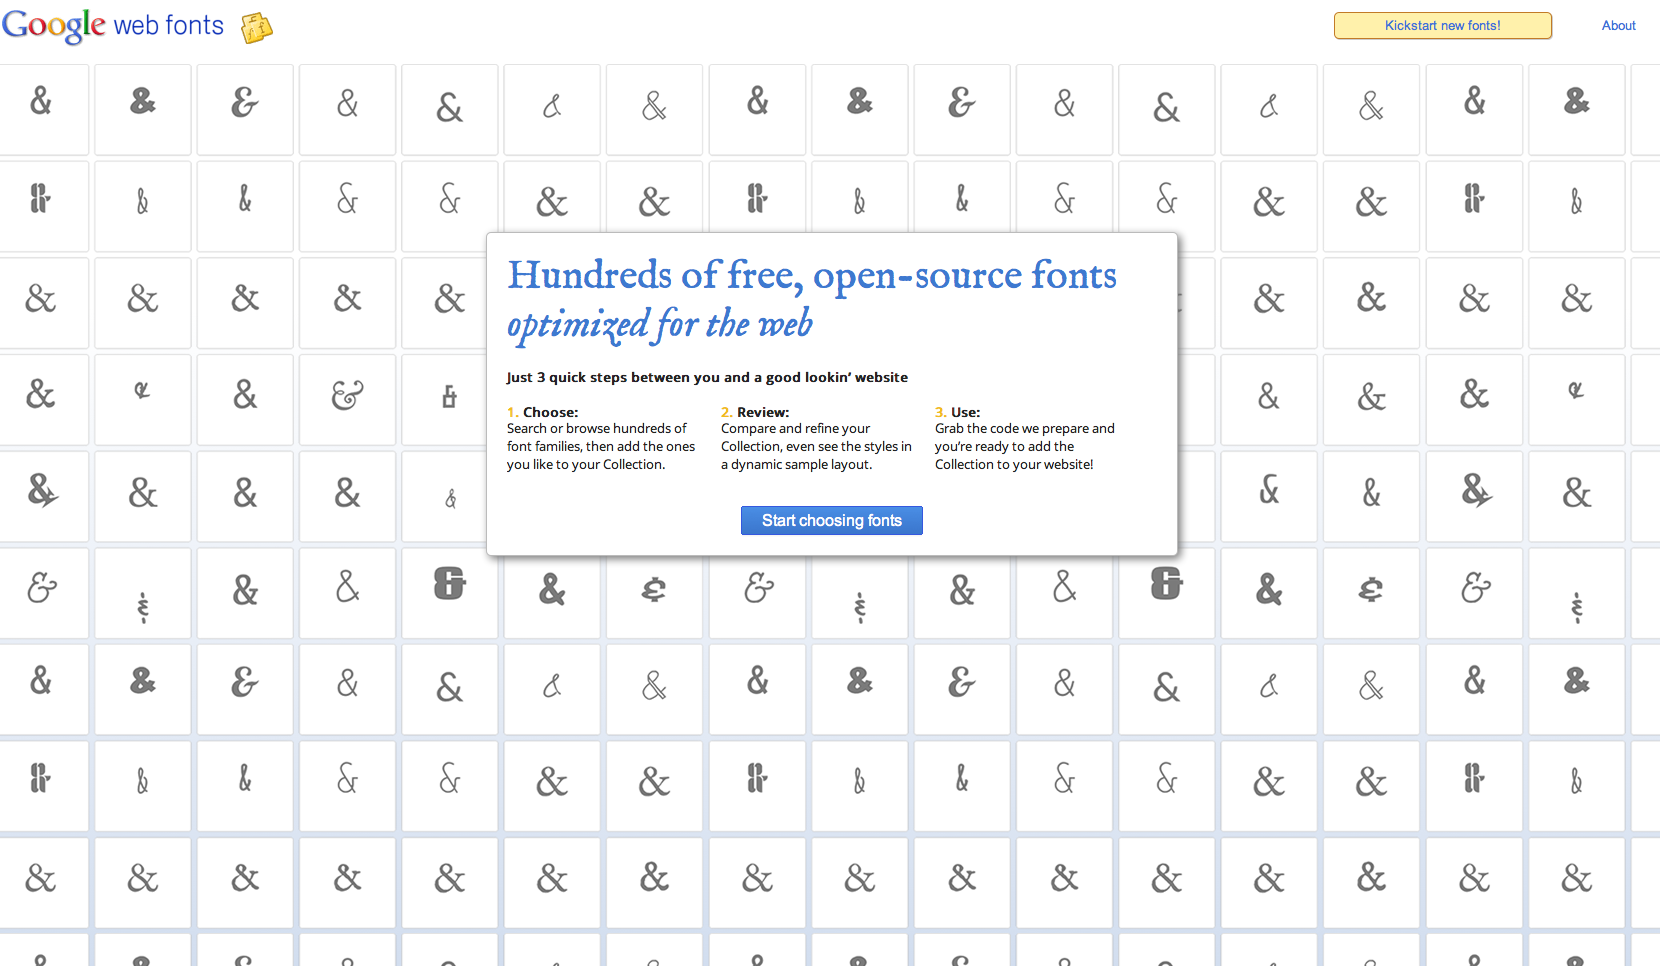 Google web fonts
Kickstart new fonts!
About
& & & & & & & & & & & & & & & &
& & & & & & & & & & & & & & & &
& & & & & & & & &
& & & & & & & & &
& & & & & & & & &
& & & & & & & & & & & & & & & &
& & & & & & & & & & & & & & & &
& & & & & & & & & & & & & & & &
& & & & & & & & & & & & & & & &
Hundreds of free, open-source fonts
optimized for the web
Just 3 quick steps between you and a good lookin’ website
1. Choose:
Search or browse hundreds of
font families, then add the ones
you like to your Collection.
2. Review:
Compare and refine your
Collection, even see the styles in
a dynamic sample layout.
3. Use:
Grab the code we prepare and
you’re ready to add the
Collection to your website!
Start choosing fonts